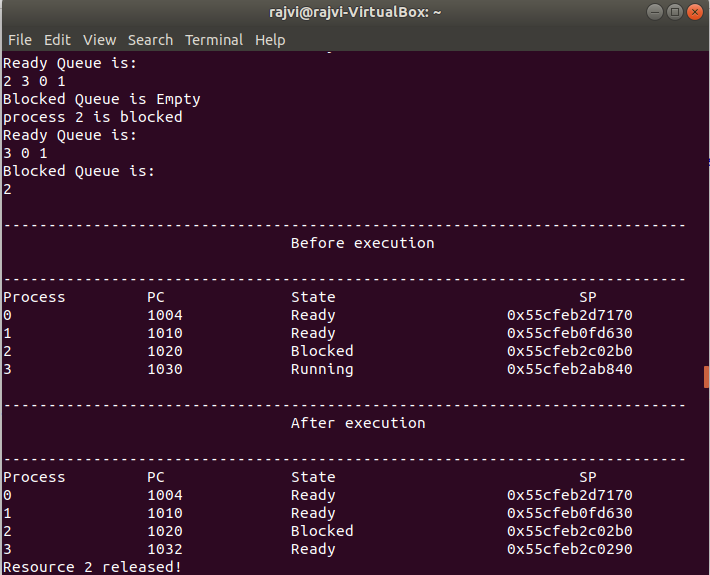 rajvi@rajvi-VirtualBox: ~
File Edit View Search Terminal Help
Ready Queue is:
2 3 0 1
Blocked Queue is Empty
process 2 is blocked
Ready Queue is:
3 0 1
Blocked Queue is:
2
----------------------------------------------------------------------------
Before execution
----------------------------------------------------------------------------
Process PC State SP
0 1004 Ready 0x55cfeb2d7170
1 1010 Ready 0x55cfeb0fd630
2 1020 Blocked 0x55cfeb2c02b0
3 1030 Running 0x55cfeb2ab840
----------------------------------------------------------------------------
After execution
----------------------------------------------------------------------------
Process PC State SP
0 1004 Ready 0x55cfeb2d7170
1 1010 Ready 0x55cfeb0fd630
2 1020 Blocked 0x55cfeb2c02b0
3 1032 Ready 0x55cfeb2c0290
Resource 2 released!